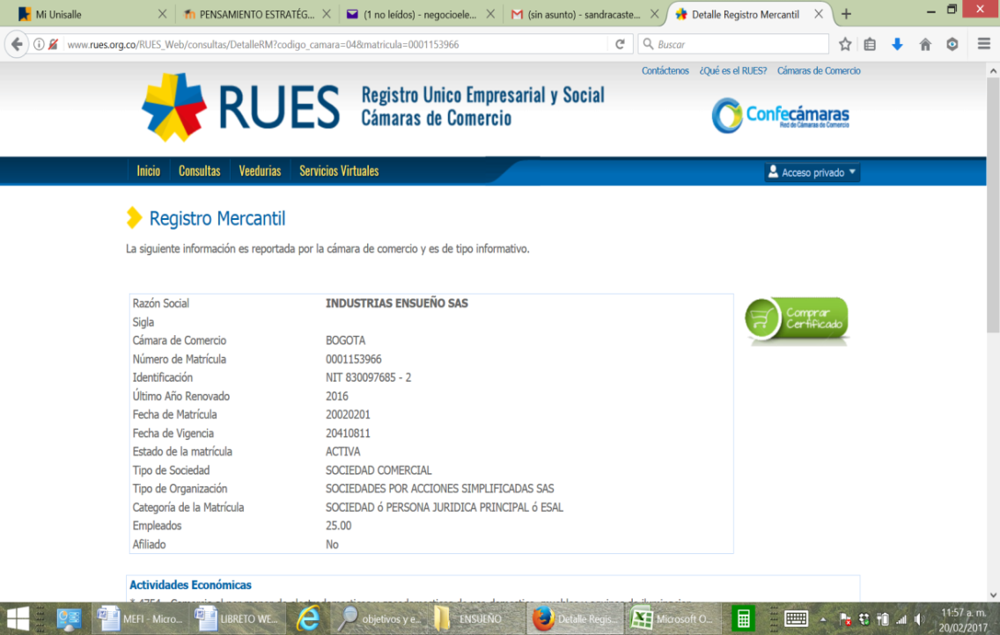 Mi Unisalle
PENSAMIENTO ESTRATÉG...
(1 no leídos) - negocioele...
(sin asunto) - sandracaste...
Detalle Registro Mercantil
www.rues.org.co/RUES_Web/consultas/DetalleRM?codigo_camara=04&matricula=0001153966
Buscar
Contáctenos ¿Qué es el RUES? Cámaras de Comercio
RUES
Registro Unico Empresarial y Social
Cámaras de Comercio
Confecámaras
Red de Cámaras de Comercio
Inicio Consultas Veedurias Servicios Virtuales
Acceso privado
Registro Mercantil
La siguiente información es reportada por la cámara de comercio y es de tipo informativo.
Razón Social INDUSTRIAS ENSUEÑO SAS
Sigla
Cámara de Comercio BOGOTA
Número de Matrícula 0001153966
Identificación NIT 830097685 - 2
Último Año Renovado 2016
Fecha de Matrícula 20020201
Fecha de Vigencia 20410811
Estado de la matrícula ACTIVA
Tipo de Sociedad SOCIEDAD COMERCIAL
Tipo de Organización SOCIEDADES POR ACCIONES SIMPLIFICADAS SAS
Categoría de la Matrícula SOCIEDAD ó PERSONA JURIDICA PRINCIPAL ó ESAL
Empleados 25.00
Afiliado No
Comprar
Certificado
Actividades Económicas
MEFI - Micro...
LIBRETO WE...
objetivos y e...
ENSUEÑO
Detalle Regis...
Microsoft O...
11:57 a. m.
20/02/2017